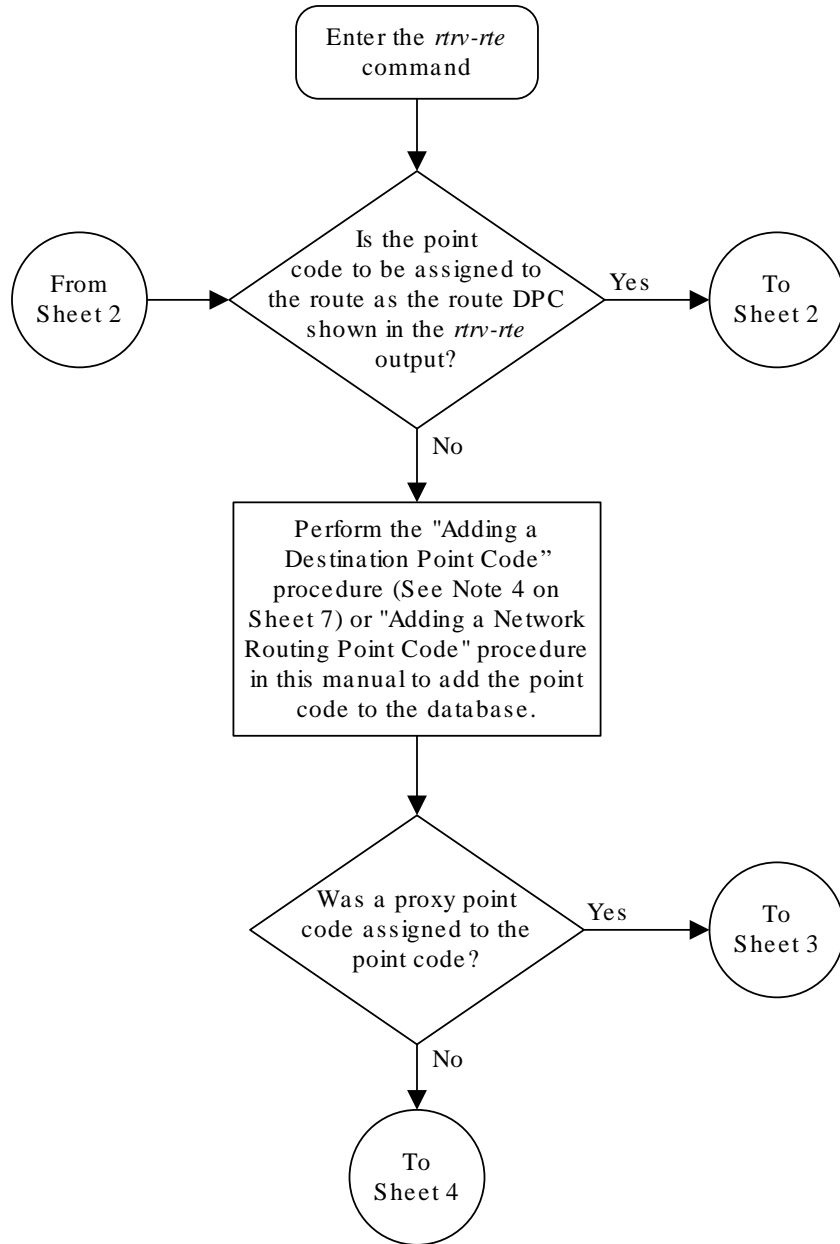 Enter the rtrv-rte
command
Is the point
code to be assigned to
the route as the route DPC
shown in the rtrv-rte
output?
From
Sheet 2
Yes
To
Sheet 2
No
Perform the "Adding a
Destination Point Code”
procedure (See Note 4 on
Sheet 7) or "Adding a Network
Routing Point Code" procedure
in this manual to add the point
code to the database.
Was a proxy point
code assigned to the
point code?
Yes
To
Sheet 3
No
To
Sheet 4